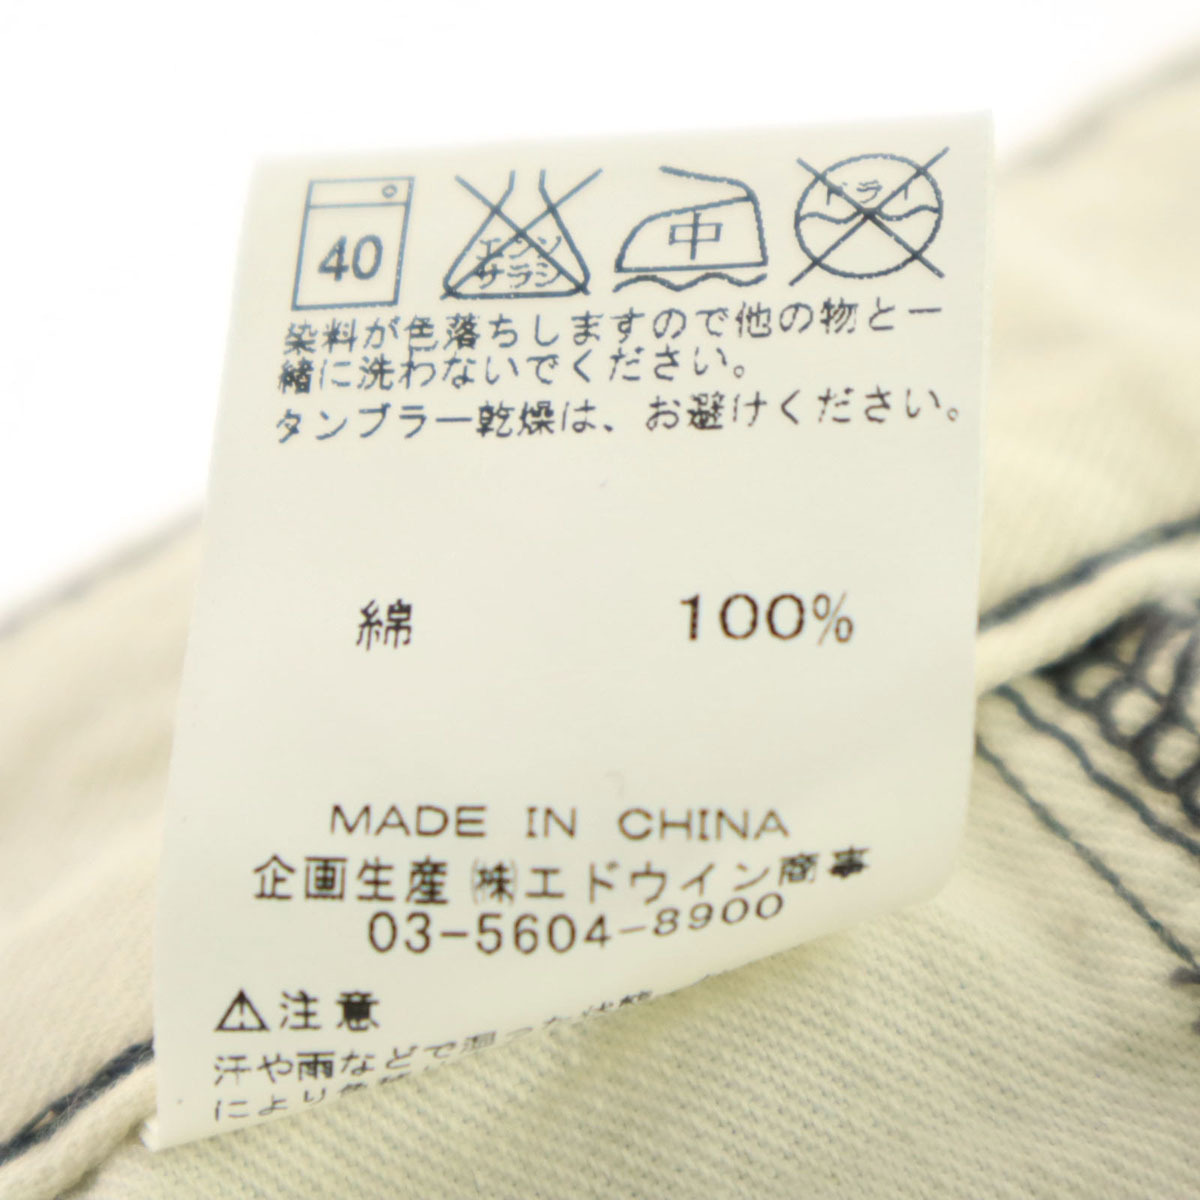 40 エンソ 中 ドライ
サラシ
染料が色落ちしますので他の物と一
緒に洗わないでください。
タンブラー乾燥は、お避けください。
綿 100%
MADE IN CHINA
企画生産 ㈱エドウイン商事
03-5604-8900
⚠注意
汗や雨などで湿った状態
により